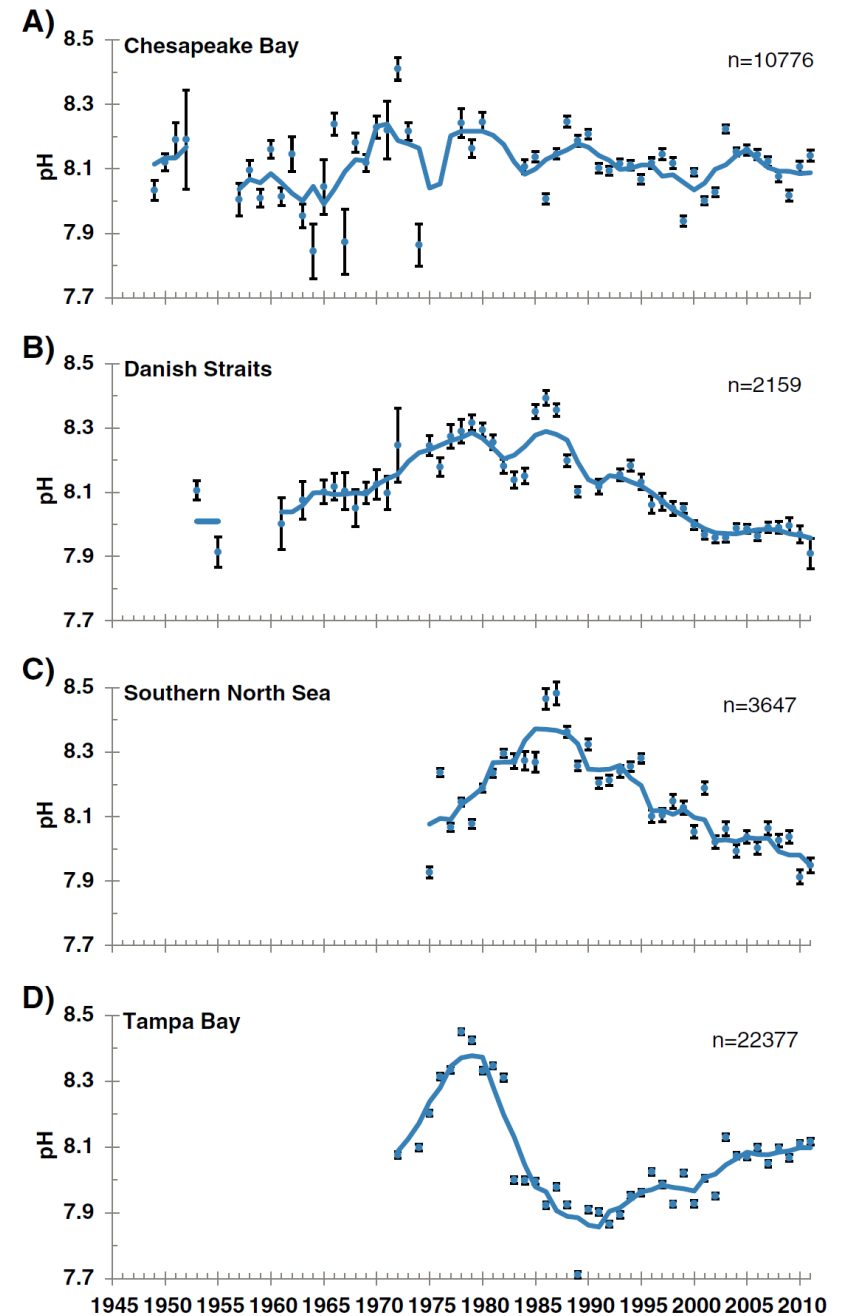 A)
8.5
Chesapeake Bay
n=10776
8.3
pH
8.1
7.9
7.7
B)
8.5
Danish Straits
n=2159
8.3
pH
8.1
7.9
7.7
C)
8.5
Southern North Sea
n=3647
8.3
pH
8.1
7.9
7.7
D)
8.5
Tampa Bay
n=22377
8.3
pH
8.1
7.9
7.7
1945 1950 1955 1960 1965 1970 1975 1980 1985 1990 1995 2000 2005 2010